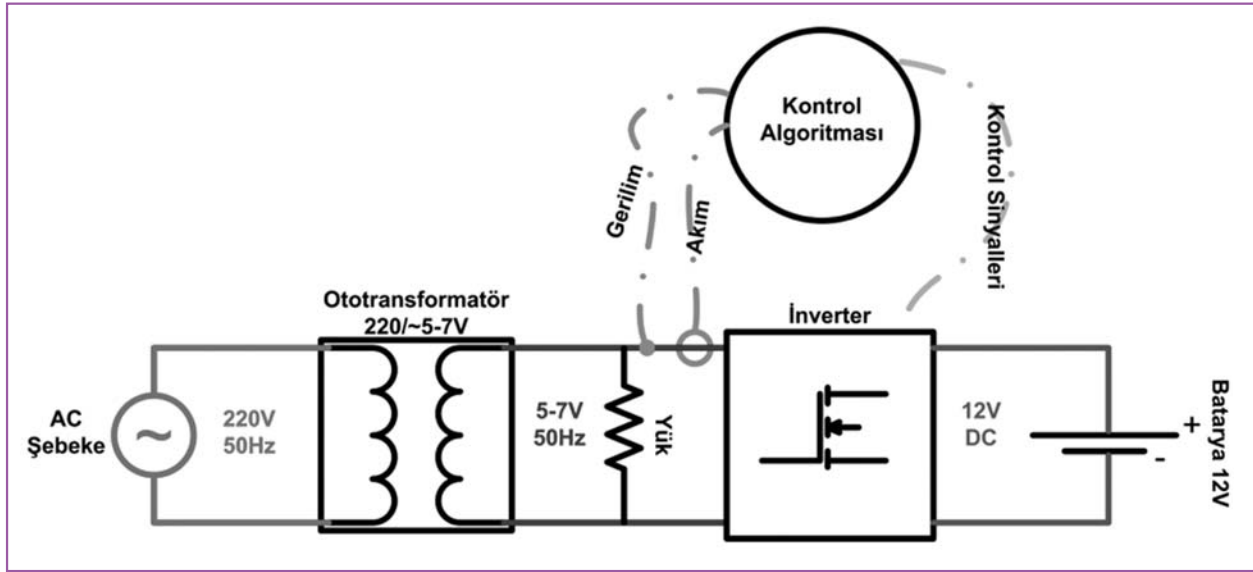 Kontrol
Algoritması
Gerilim
Akım
Kontrol Sinyalleri
Ototransformatör
220/~5-7V
İnverter
AC
Şebeke
220V
50Hz
5-7V
50Hz
Yük
12V
DC
+
-
Batarya 12V